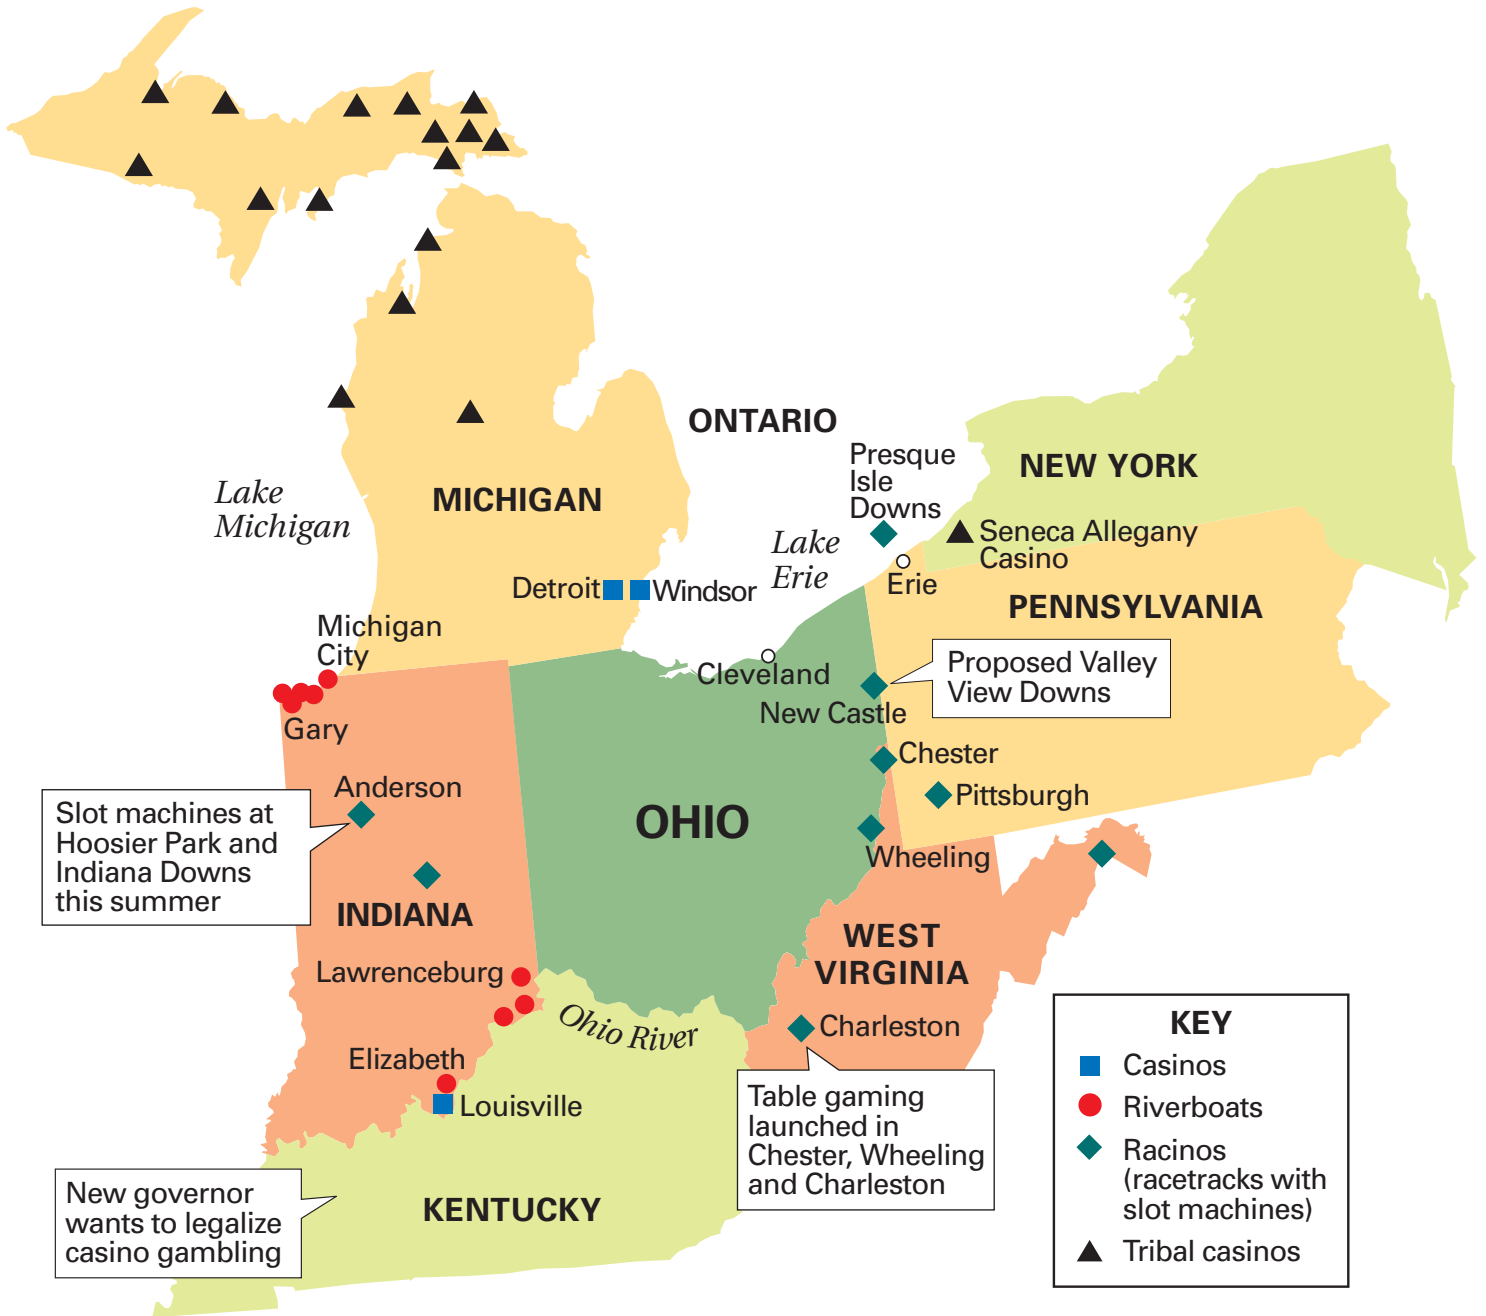 ONTARIO
Presque
Isle
Downs
NEW YORK
Lake
Michigan
MICHIGAN
Lake
Erie
Seneca Allegany
Casino
Erie
Detroit
Windsor
PENNSYLVANIA
Michigan
City
Cleveland
Proposed Valley
View Downs
New Castle
Gary
Chester
Anderson
Pittsburgh
Slot machines at
Hoosier Park and
Indiana Downs
this summer
OHIO
Wheeling
INDIANA
WEST
VIRGINIA
Lawrenceburg
Ohio River
Charleston
Elizabeth
Louisville
Table gaming
launched in
Chester, Wheeling
and Charleston
New governor
wants to legalize
casino gambling
KENTUCKY
KEY
Casinos
Riverboats
Racinos
(racetracks with
slot machines)
Tribal casinos